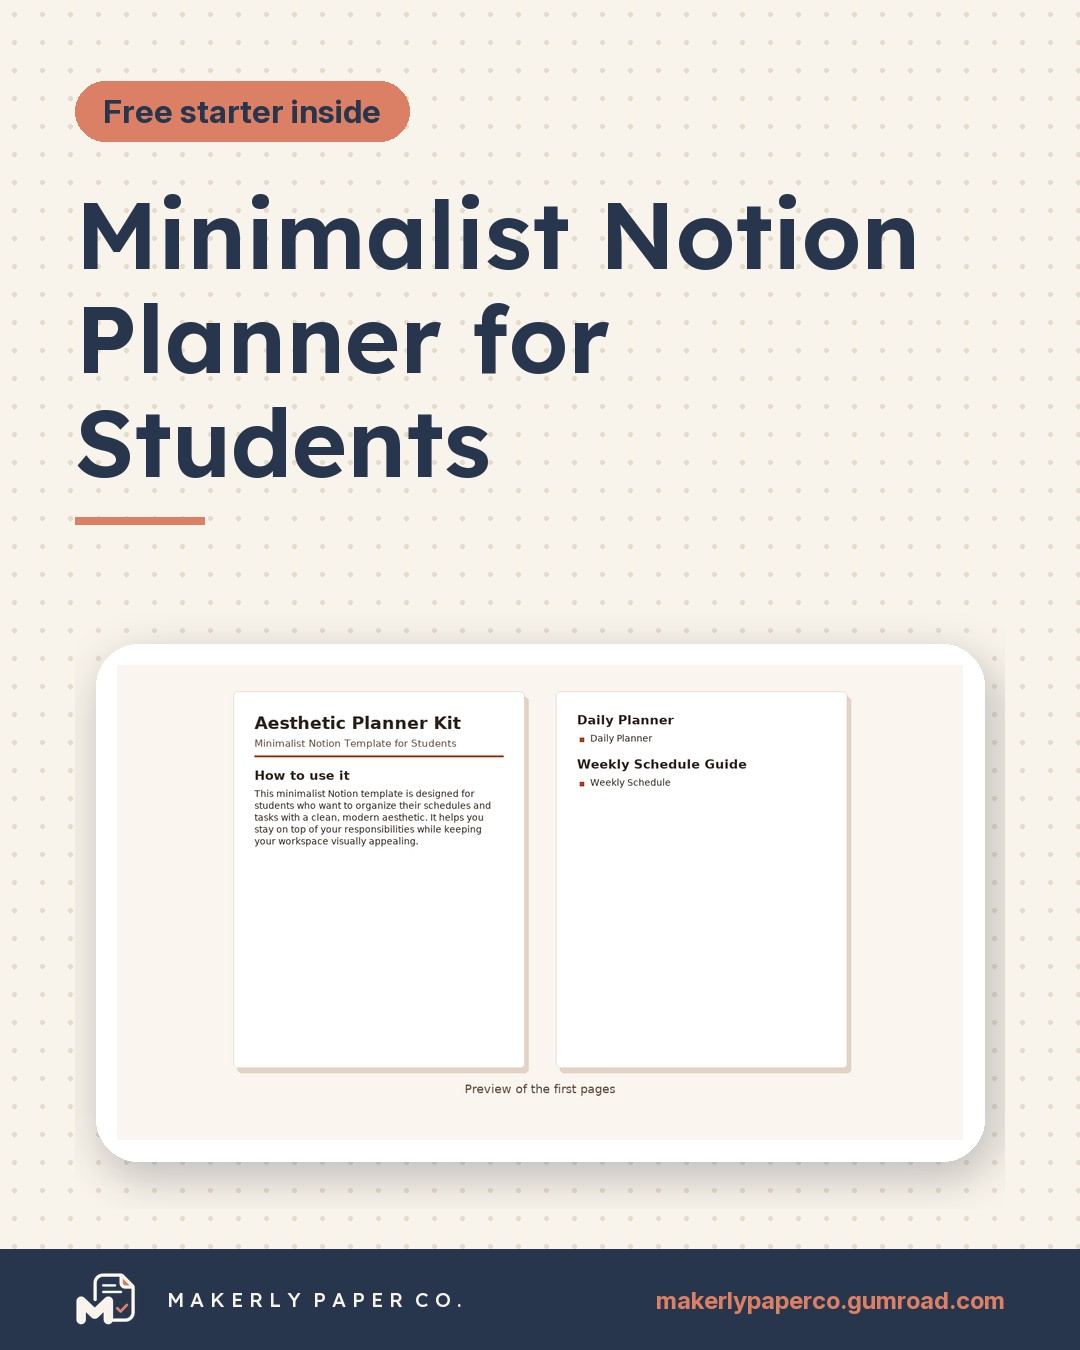 Free starter inside
Minimalist Notion
Planner for
Students
Aesthetic Planner Kit
Minimalist Notion Template for Students
How to use it
This minimalist Notion template is designed for
students who want to organize their schedules and
tasks with a clean, modern aesthetic. It helps you
stay on top of your responsibilities while keeping
your workspace visually appealing.
Daily Planner
Daily Planner
Weekly Schedule Guide
Weekly Schedule
Preview of the first pages
MAKERLY PAPER CO.
makerlypaperco.gumroad.com